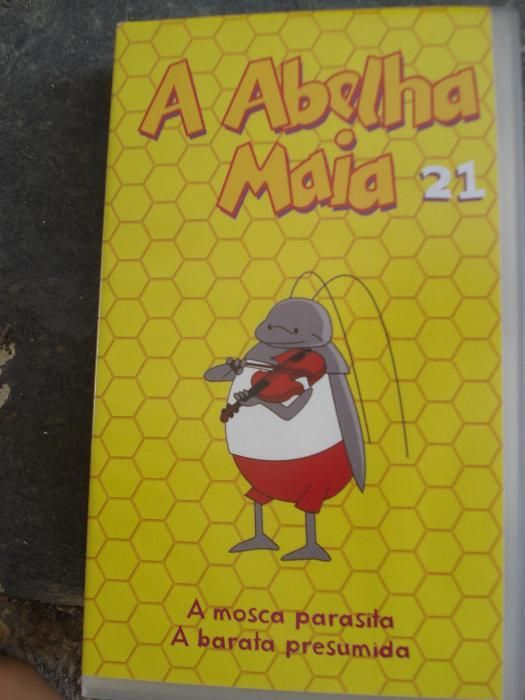 A Abelha
Maia 21
A mosca parasita
A barata presumida